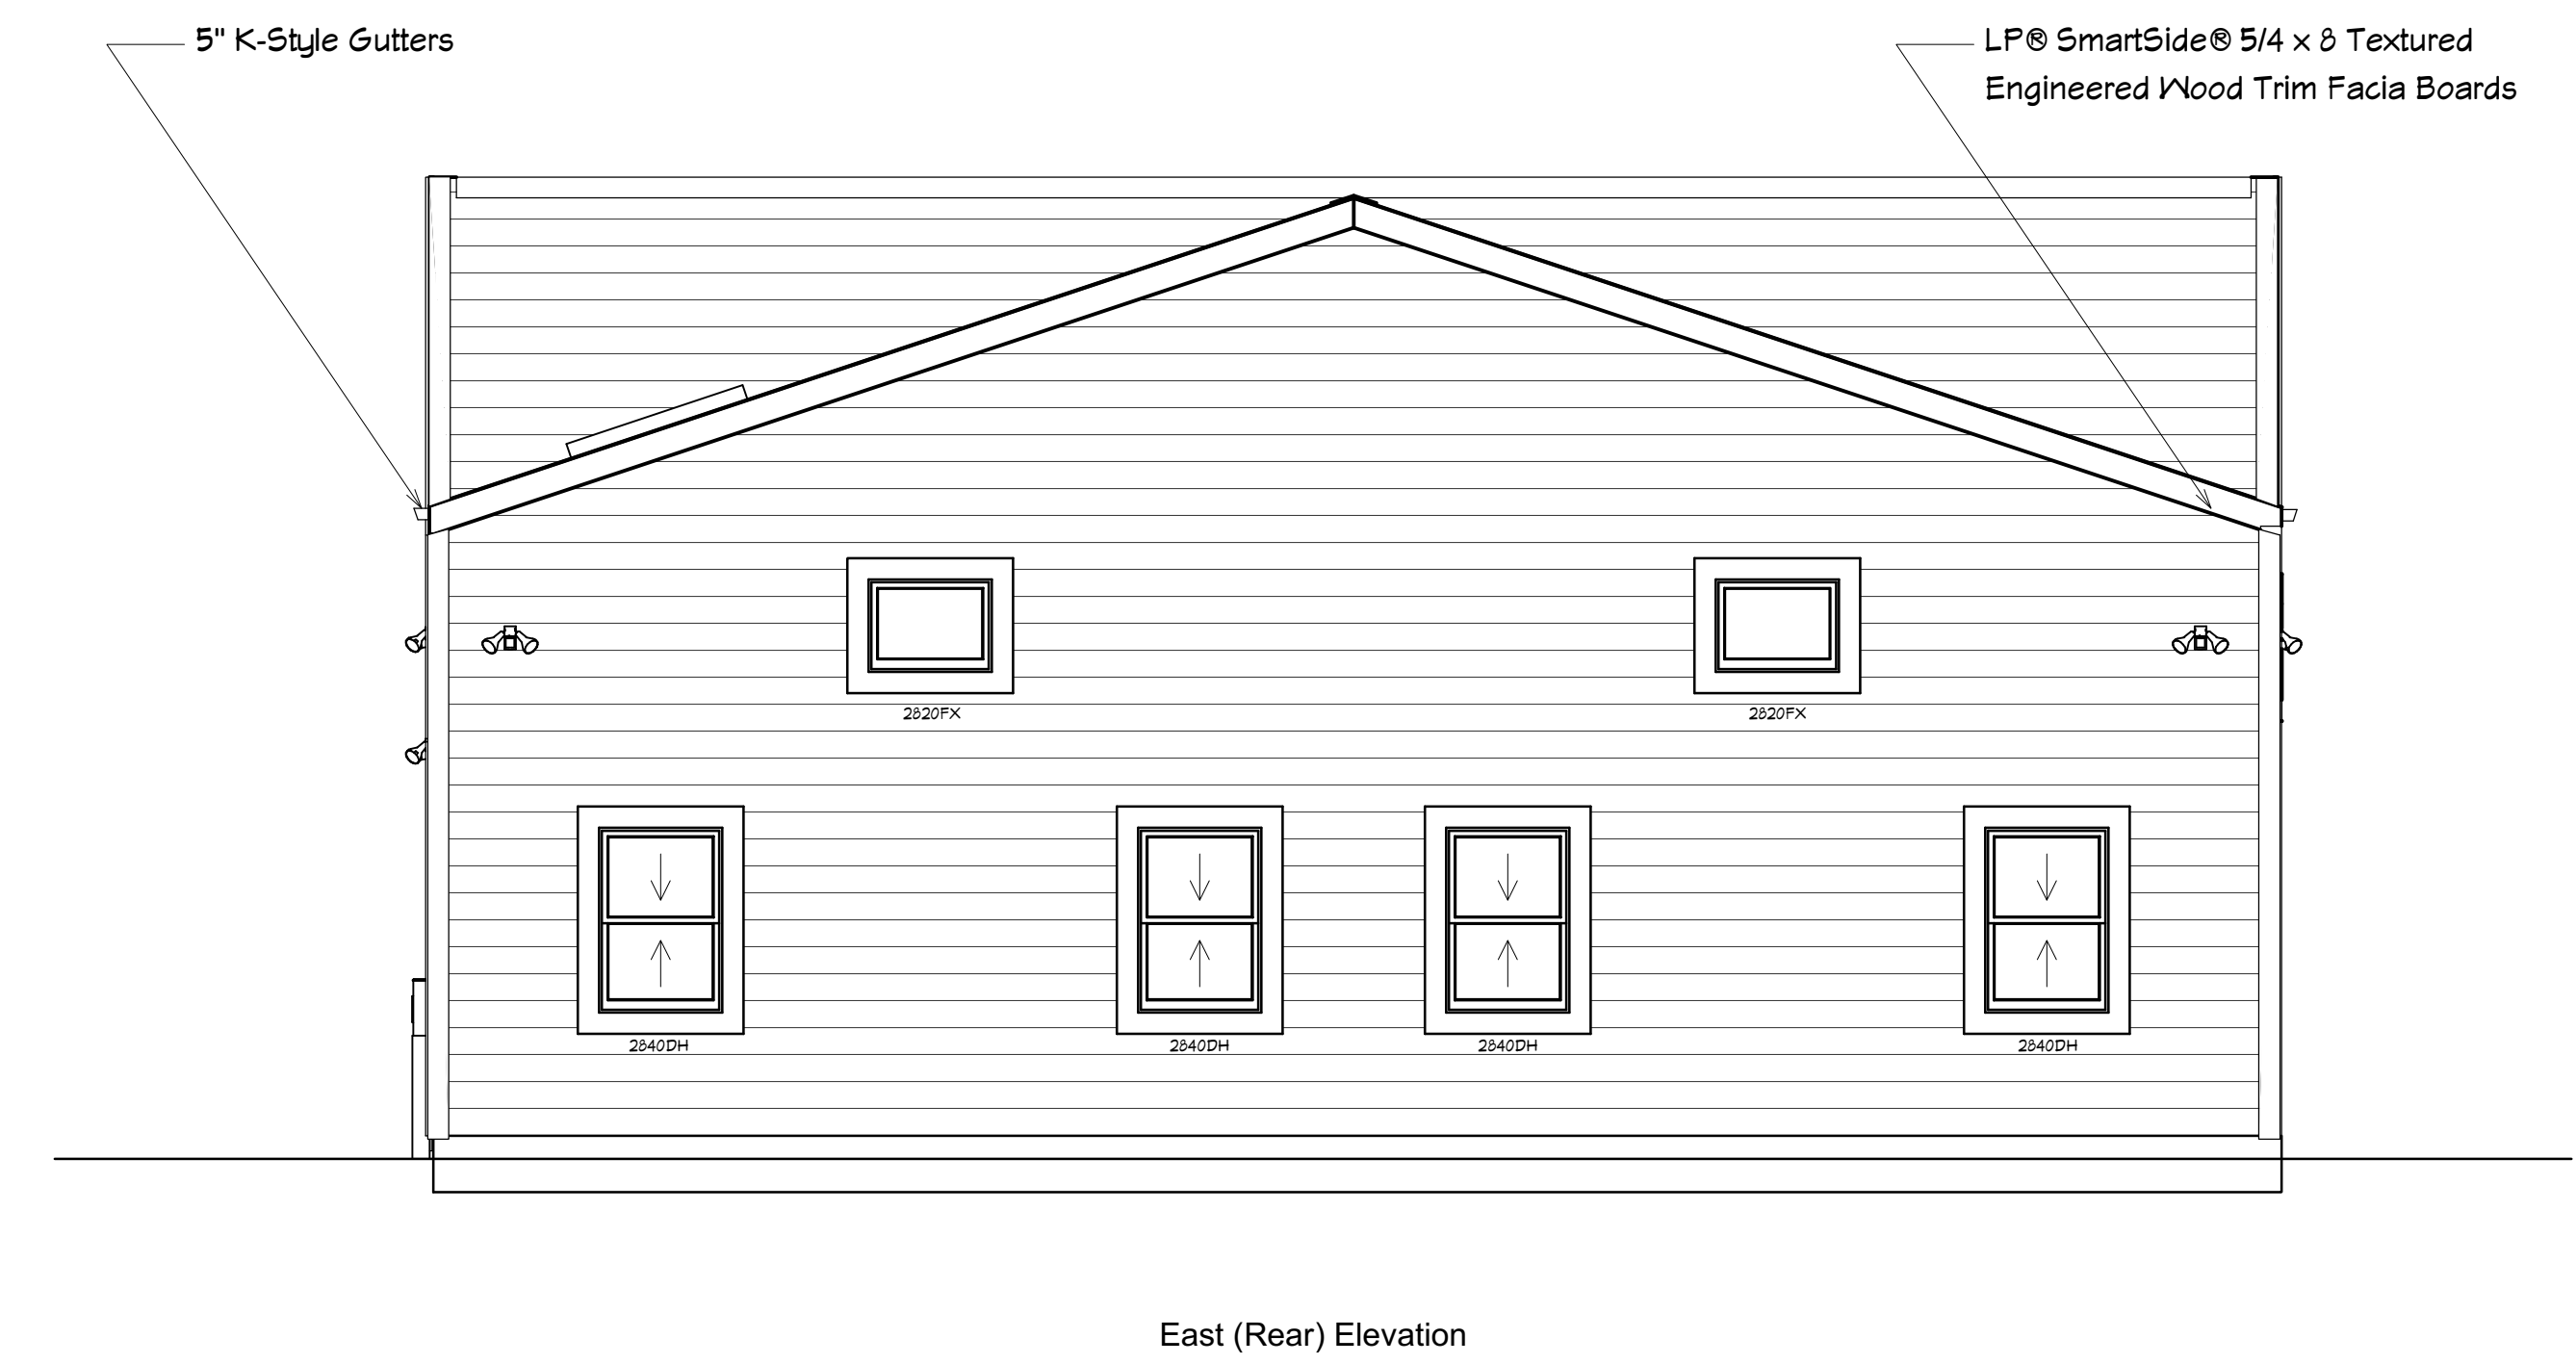 5" K-Style Gutters
LP® SmartSide® 5/4 x 8 Textured
Engineered Wood Trim Facia Boards
2820FX
2820FX
2840DH
2840DH
2840DH
2840DH
East (Rear) Elevation